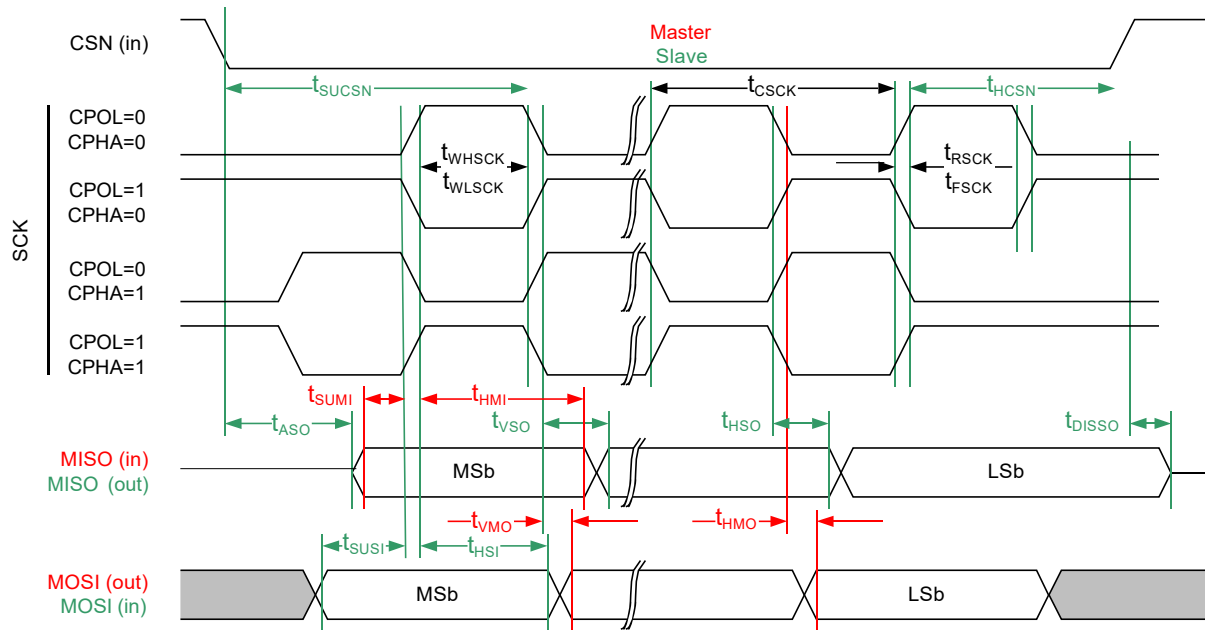 CSN (in)
Master
Slave
tSUCSN
tCSCK
tHCSN
SCK
CPOL=0
CPHA=0
tWHSCK
tWLSCK
tRSCK
tFSCK
CPOL=1
CPHA=0
CPOL=0
CPHA=1
CPOL=1
CPHA=1
tSUMI
tHMI
tASO
tVSO
tHSO
tDISSO
MISO (in)
MISO (out)
MSb
LSb
tVMO
tHMO
tSUSI
tHSI
MOSI (out)
MOSI (in)
MSb
LSb